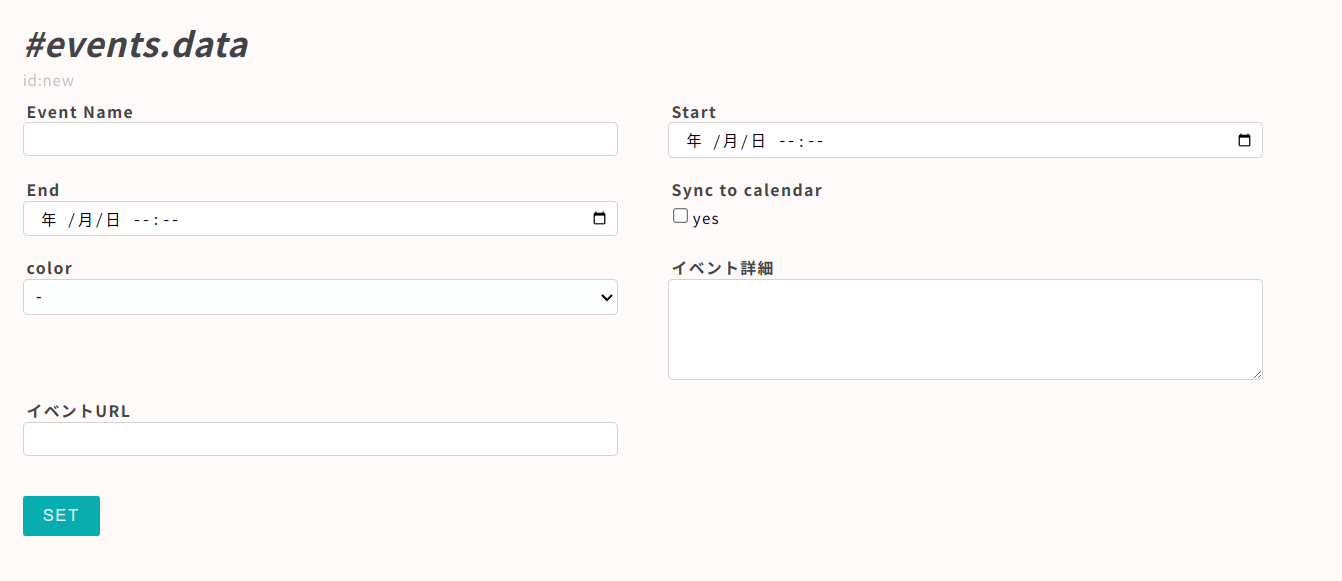 #events.data
id:new
Event Name
Start
年 /月/日 --:--
End
年 /月/日 --:--
Sync to calendar
yes
color
-
イベント詳細
イベントURL
SET